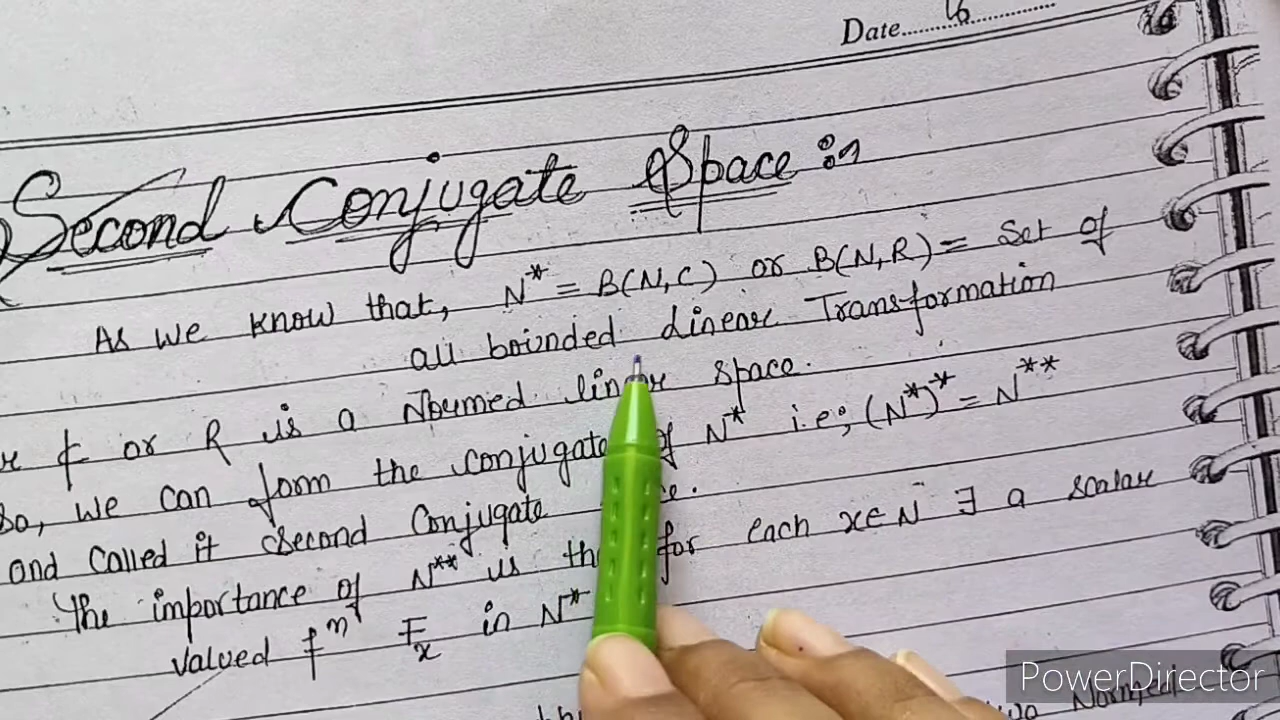 Date........16........
Second Conjugate Space :-
As we know that, N* = B(N,C) or B(N,R) = Set of
all bounded Linear Transformation
₵ or R is a Normed linear space.
So, we can form the conjugate of N* i.e; (N*)* = N**
and called it second Conjugate
The importance of N** is for each x∈N ∃ a scalar
valued fⁿ Fx in N*
Normed
PowerDirector